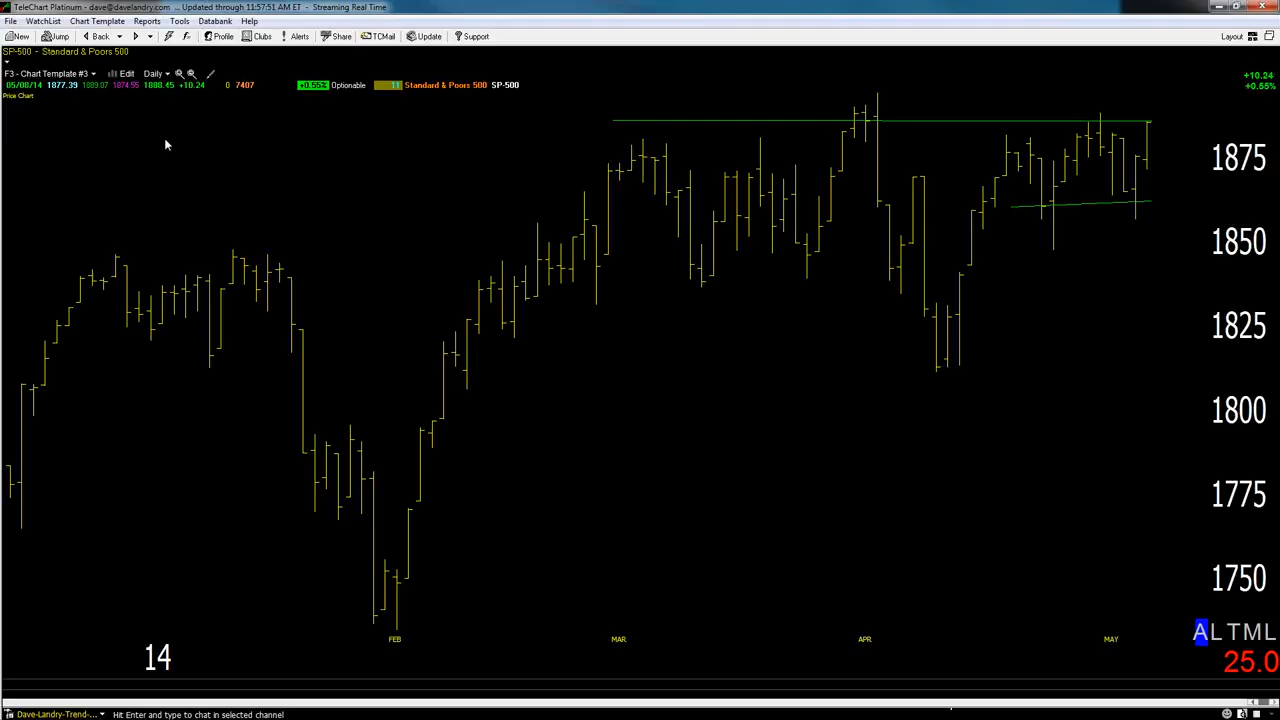 TeleChart Platinum - dave@davelandry.com ... Updated through 11:57:51 AM ET - Streaming Real Time
File WatchList Chart Template Reports Tools Databank Help
New Jump Back Profile Clubs Alerts Share TCMail Update Support Layout
SP-500 - Standard & Poors 500
F3 - Chart Template #3 Edit Daily
+10.24
05/08/14 1877.39 1889.07 1874.55 1888.45 +10.24 0 7407 +0.55% Optionable 11 Standard & Poors 500 SP-500
+0.55%
Price Chart
1875
1850
1825
1800
1775
1750
ALTML
FEB MAR APR MAY
14
25.0
Dave-Landry-Trend-... Hit Enter and type to chat in selected channel